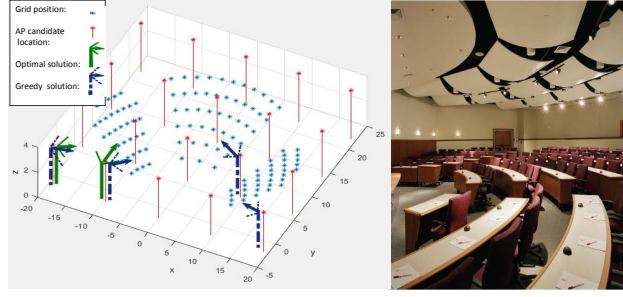 Grid position:
AP candidate
location:
Optimal solution:
Greedy solution:
z
4
2
0
-20
-15
-10
-5
0
5
10
15
20
x
-5
0
5
10
15
20
25
y